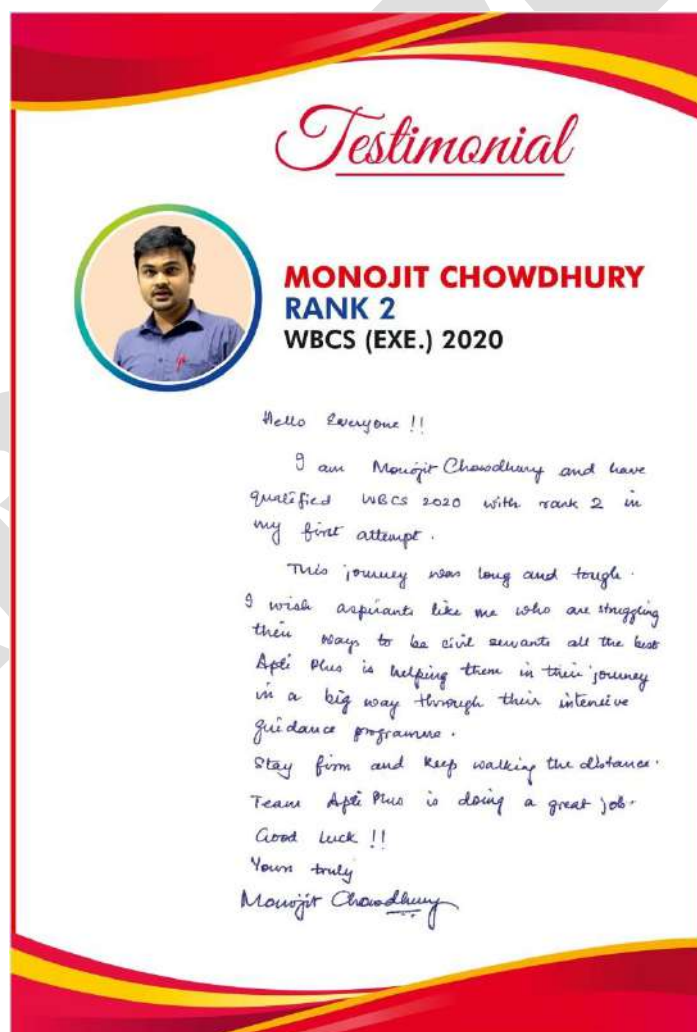 Testimonial
MONOJIT CHOWDHURY
RANK 2
WBCS (EXE.) 2020
Hello Everyone !!
I am Monojit Chowdhury and have
qualified WBCS 2020 with rank 2 in
my first attempt.
This journey was long and tough.
I wish aspirants like me who are struggling
their ways to be civil servants all the best
Apti Plus is helping them in their journey
in a big way through their intensive
guidance programme.
Stay firm and keep walking the distance.
Team Apti Plus is doing a great job.
Good luck !!
Yours truly
Monojit Chowdhury